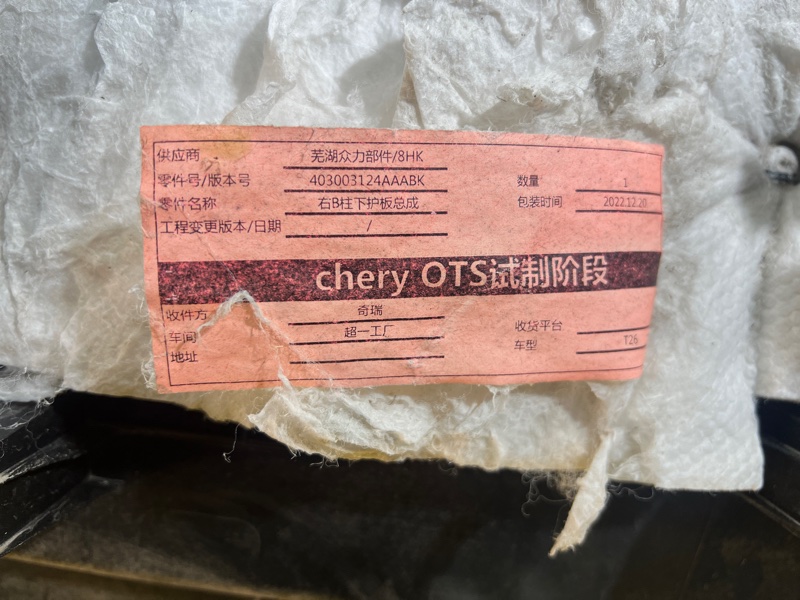 供应商 芜湖众力部件/8HK
零件号/版本号 403003124AAABK 数量 1
零件名称 右B柱下护板总成 包装时间 2022.12.20
工程变更版本/日期 /
chery OTS试制阶段
收件方 奇瑞
车间 超一工厂 收货平台
地址 车型 T26